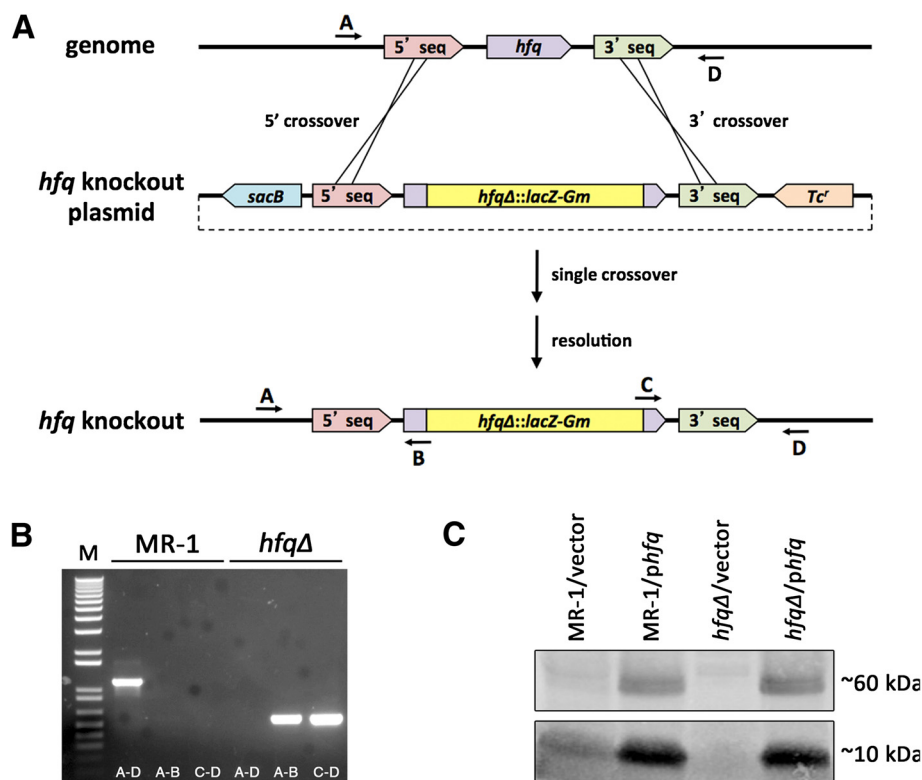 A
A
genome
5' seq
hfq
3' seq
D
5' crossover
3' crossover
hfq knockout
plasmid
sacB
5' seq
hfqΔ::lacZ-Gm
3' seq
Tcʳ
single crossover
resolution
A
C
hfq knockout
5' seq
hfqΔ::lacZ-Gm
3' seq
B
D
B
M
MR-1
hfqΔ
A-D A-B C-D A-D A-B C-D
C
MR-1/vector
MR-1/phfq
hfqΔ/vector
hfqΔ/phfq
~60 kDa
~10 kDa